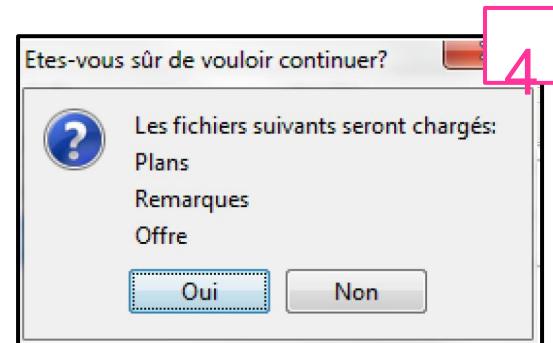 4
Etes-vous sûr de vouloir continuer?
Les fichiers suivants seront chargés:
Plans
Remarques
Offre
Oui
Non